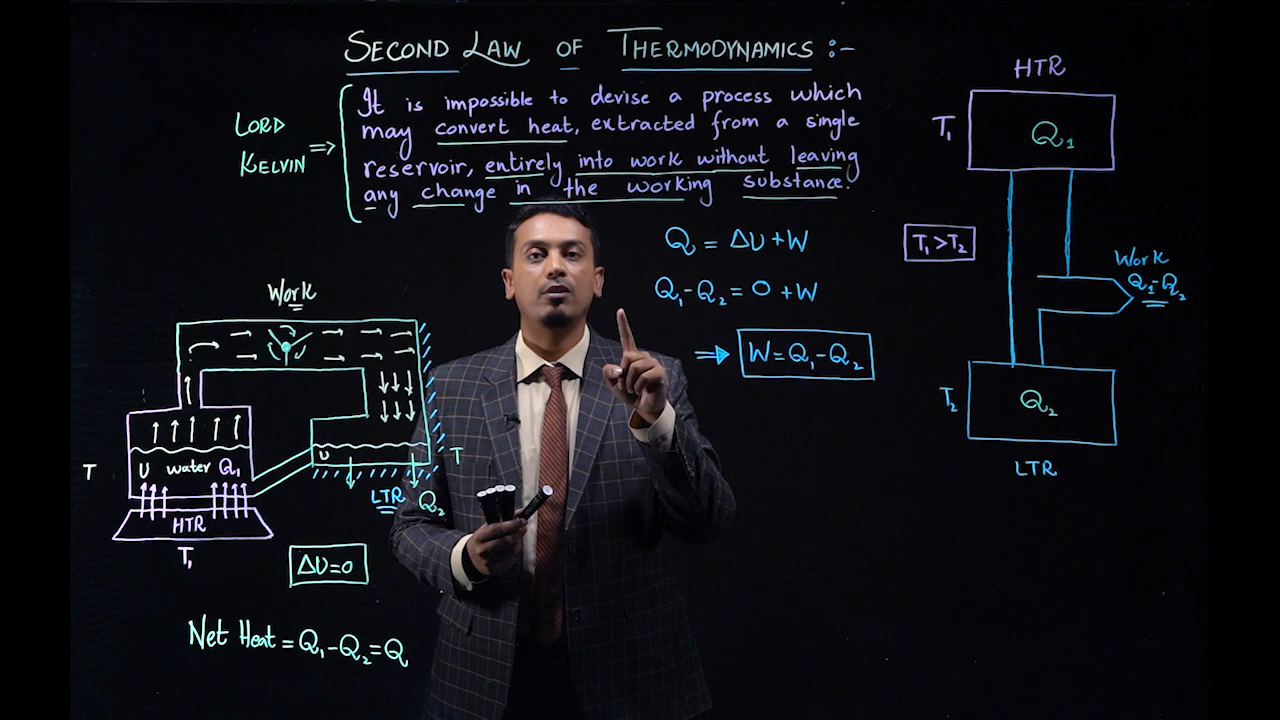 SECOND LAW OF THERMODYNAMICS :-
LORD
KELVIN ⇒
It is impossible to devise a process which
may convert heat, extracted from a single
reservoir, entirely into work without leaving
any change in the working substance.
Q = ΔU + W
Q₁-Q₂ = 0 + W
⇒ W = Q₁-Q₂
Work
U water Q₁
T
HTR
T₁
U
T
LTR Q₂
ΔU=0
Net Heat = Q₁-Q₂ = Q
HTR
T₁ Q₁
T₁>T₂
Work
Q₁-Q₂
T₂ Q₂
LTR